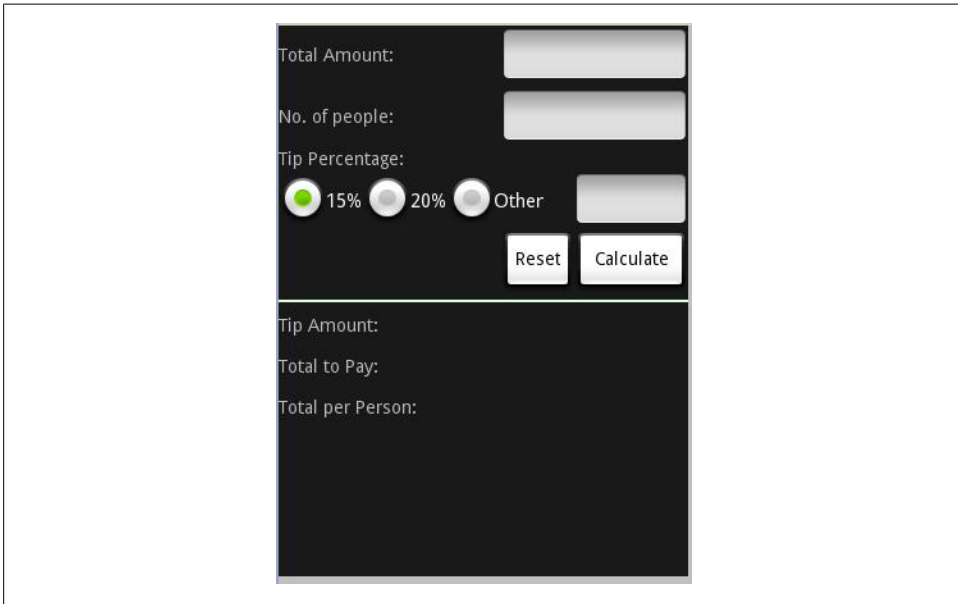 Total Amount:
No. of people:
Tip Percentage:
15% 20% Other
Reset Calculate
Tip Amount:
Total to Pay:
Total per Person: